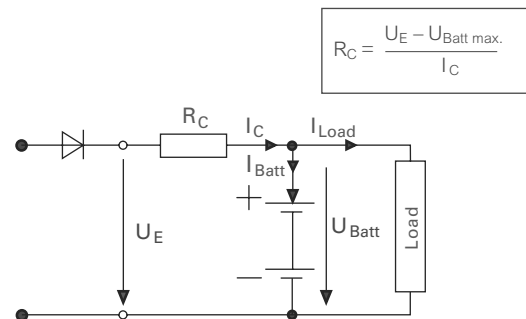 R_C = U_E – U_Batt max. / I_C
R_C I_C I_Load
I_Batt
+
U_E U_Batt Load
–